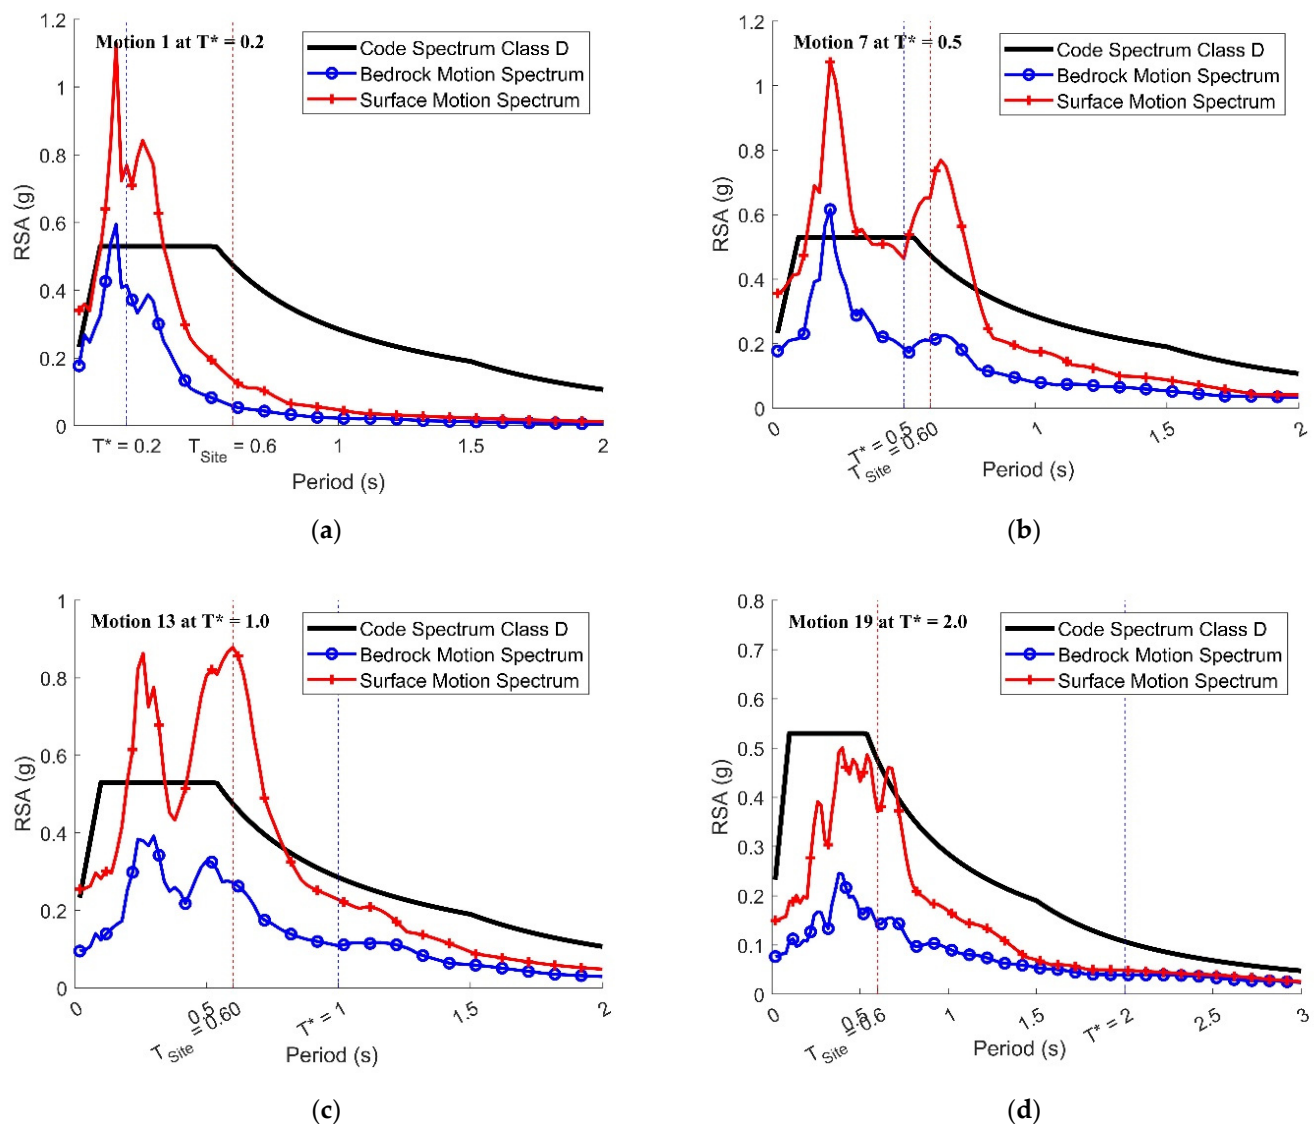 1.2
1
0.8
0.6
0.4
0.2
0
RSA (g)
Motion 1 at T* = 0.2
Code Spectrum Class D
Bedrock Motion Spectrum
Surface Motion Spectrum
T* = 0.2
TSite = 0.6
1
1.5
2
Period (s)
(a)
1.2
1
0.8
0.6
0.4
0.2
0
RSA (g)
Motion 7 at T* = 0.5
Code Spectrum Class D
Bedrock Motion Spectrum
Surface Motion Spectrum
0
T* = 0.5
TSite = 0.60
1
1.5
2
Period (s)
(b)
1
0.8
0.6
0.4
0.2
0
RSA (g)
Motion 13 at T* = 1.0
Code Spectrum Class D
Bedrock Motion Spectrum
Surface Motion Spectrum
0
0.5
TSite = 0.60
T* = 1
1.5
2
Period (s)
(c)
0.8
0.7
0.6
0.5
0.4
0.3
0.2
0.1
0
RSA (g)
Motion 19 at T* = 2.0
Code Spectrum Class D
Bedrock Motion Spectrum
Surface Motion Spectrum
0
0.5
TSite = 0.6
1
1.5
T* = 2
2.5
3
Period (s)
(d)